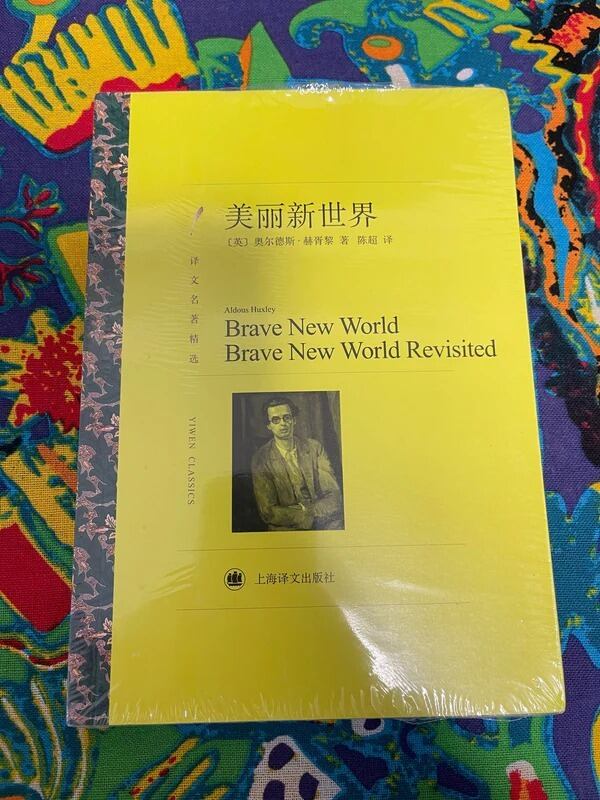 美丽新世界
〔英〕奥尔德斯·赫胥黎 著 陈超 译
译文名著精选
YIWEN CLASSICS
Aldous Huxley
Brave New World
Brave New World Revisited
上海译文出版社